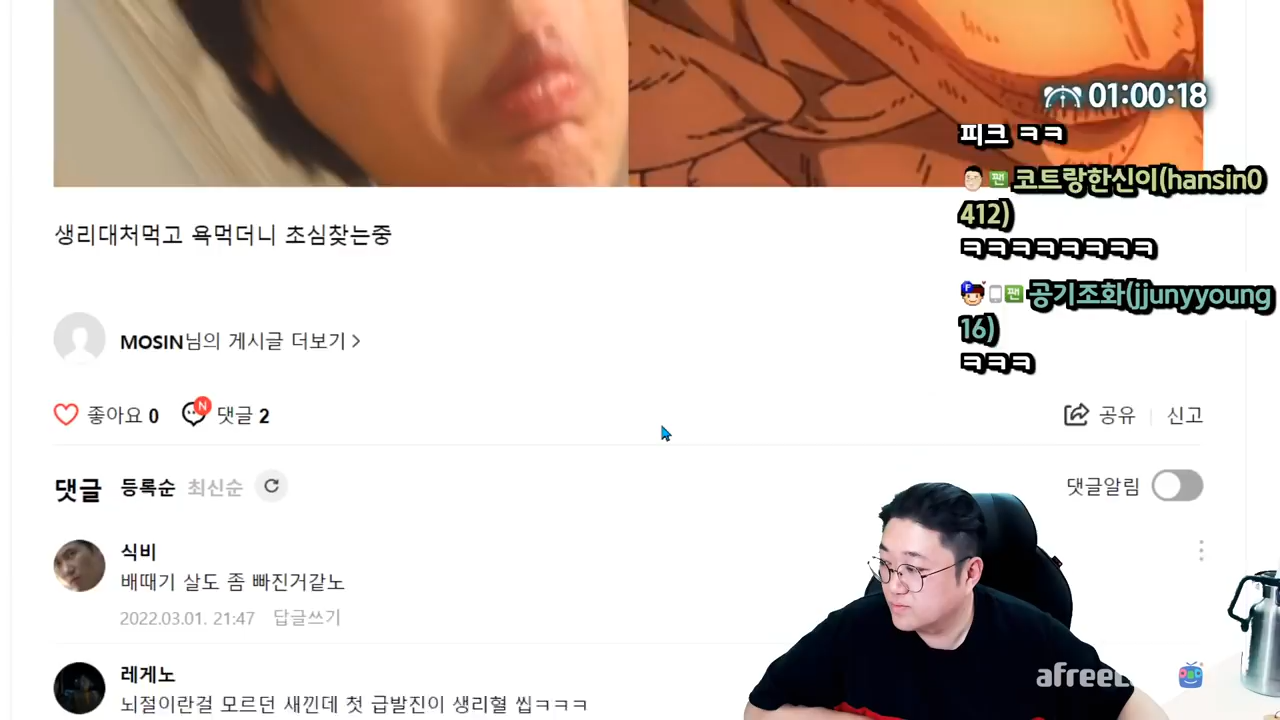 01:00:18
피크 ㅋㅋ
팬 코트랑한신이(hansin0
412)
ㅋㅋㅋㅋㅋㅋㅋㅋ
F 팬 공기조화(jjunyyoung
16)
ㅋㅋㅋ
생리대처먹고 욕먹더니 초심찾는중
MOSIN님의 게시글 더보기 >
좋아요 0 N 댓글 2 공유 신고
댓글 등록순 최신순 댓글알림
식비
배때기 살도 좀 빠진거같노
2022.03.01. 21:47 답글쓰기
레게노
뇌절이란걸 모르던 새낀데 첫 급발진이 생리혈 씹ㅋㅋㅋ